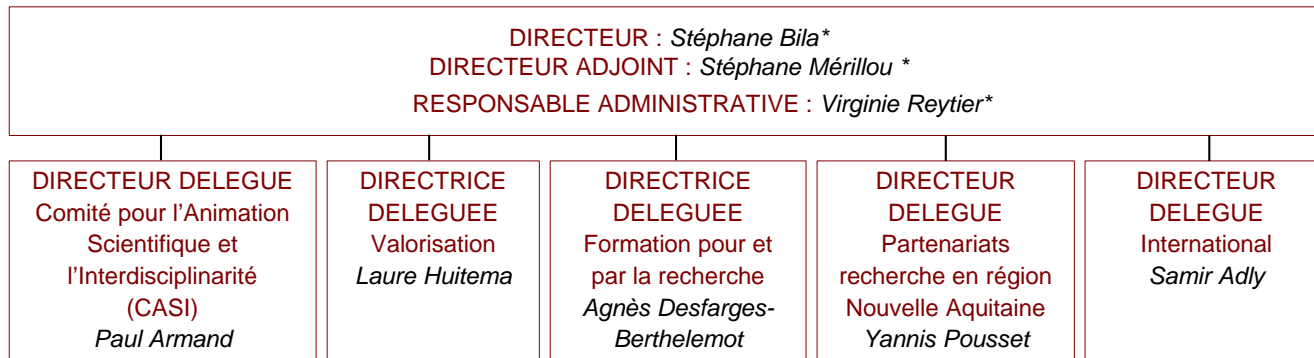 DIRECTEUR : Stéphane Bila*
DIRECTEUR ADJOINT : Stéphane Mérillou *
RESPONSABLE ADMINISTRATIVE : Virginie Reytier*
DIRECTEUR DELEGUE
Comité pour l’Animation
Scientifique et
l’Interdisciplinarité
(CASI)
Paul Armand
DIRECTRICE
DELEGUEE
Valorisation
Laure Huitema
DIRECTRICE
DELEGUEE
Formation pour et
par la recherche
Agnès Desfarges-
Berthelemot
DIRECTEUR
DELEGUE
Partenariats
recherche en région
Nouvelle Aquitaine
Yannis Pousset
DIRECTEUR
DELEGUE
International
Samir Adly